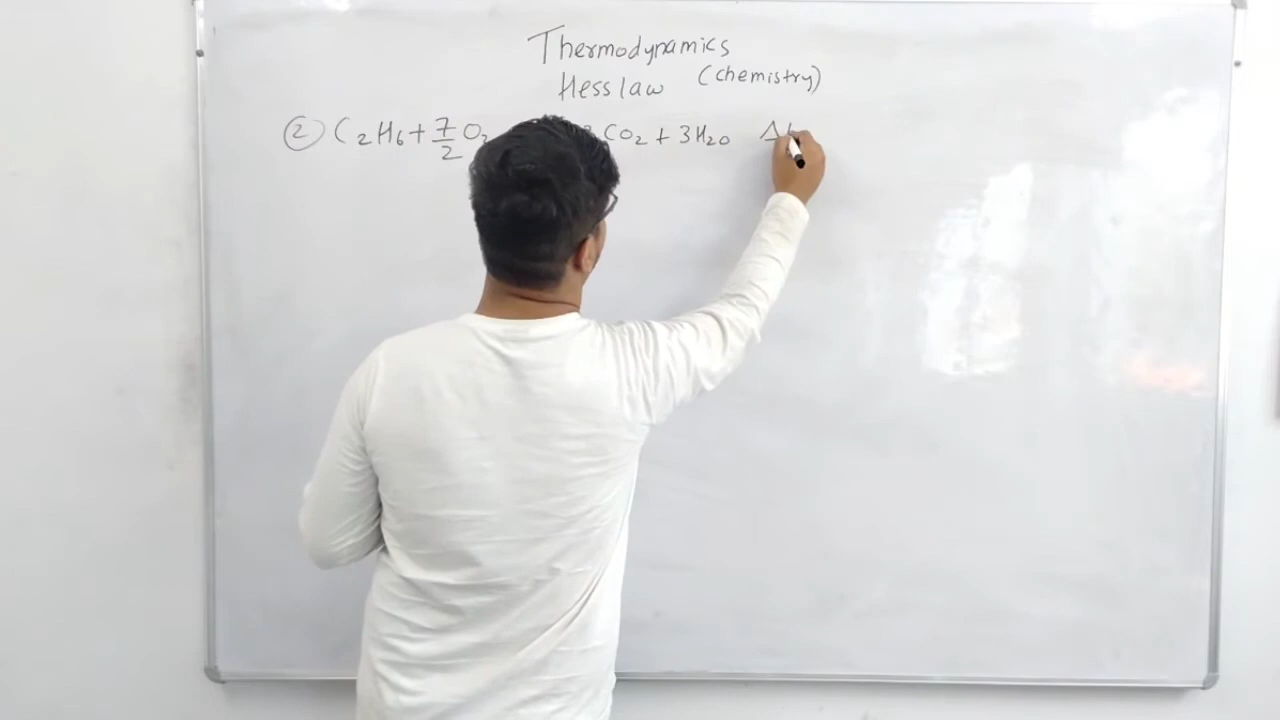 Thermodynamics
Hess law (chemistry)
② C₂H₆ + 7/2 O₂ CO₂ + 3H₂O Δ